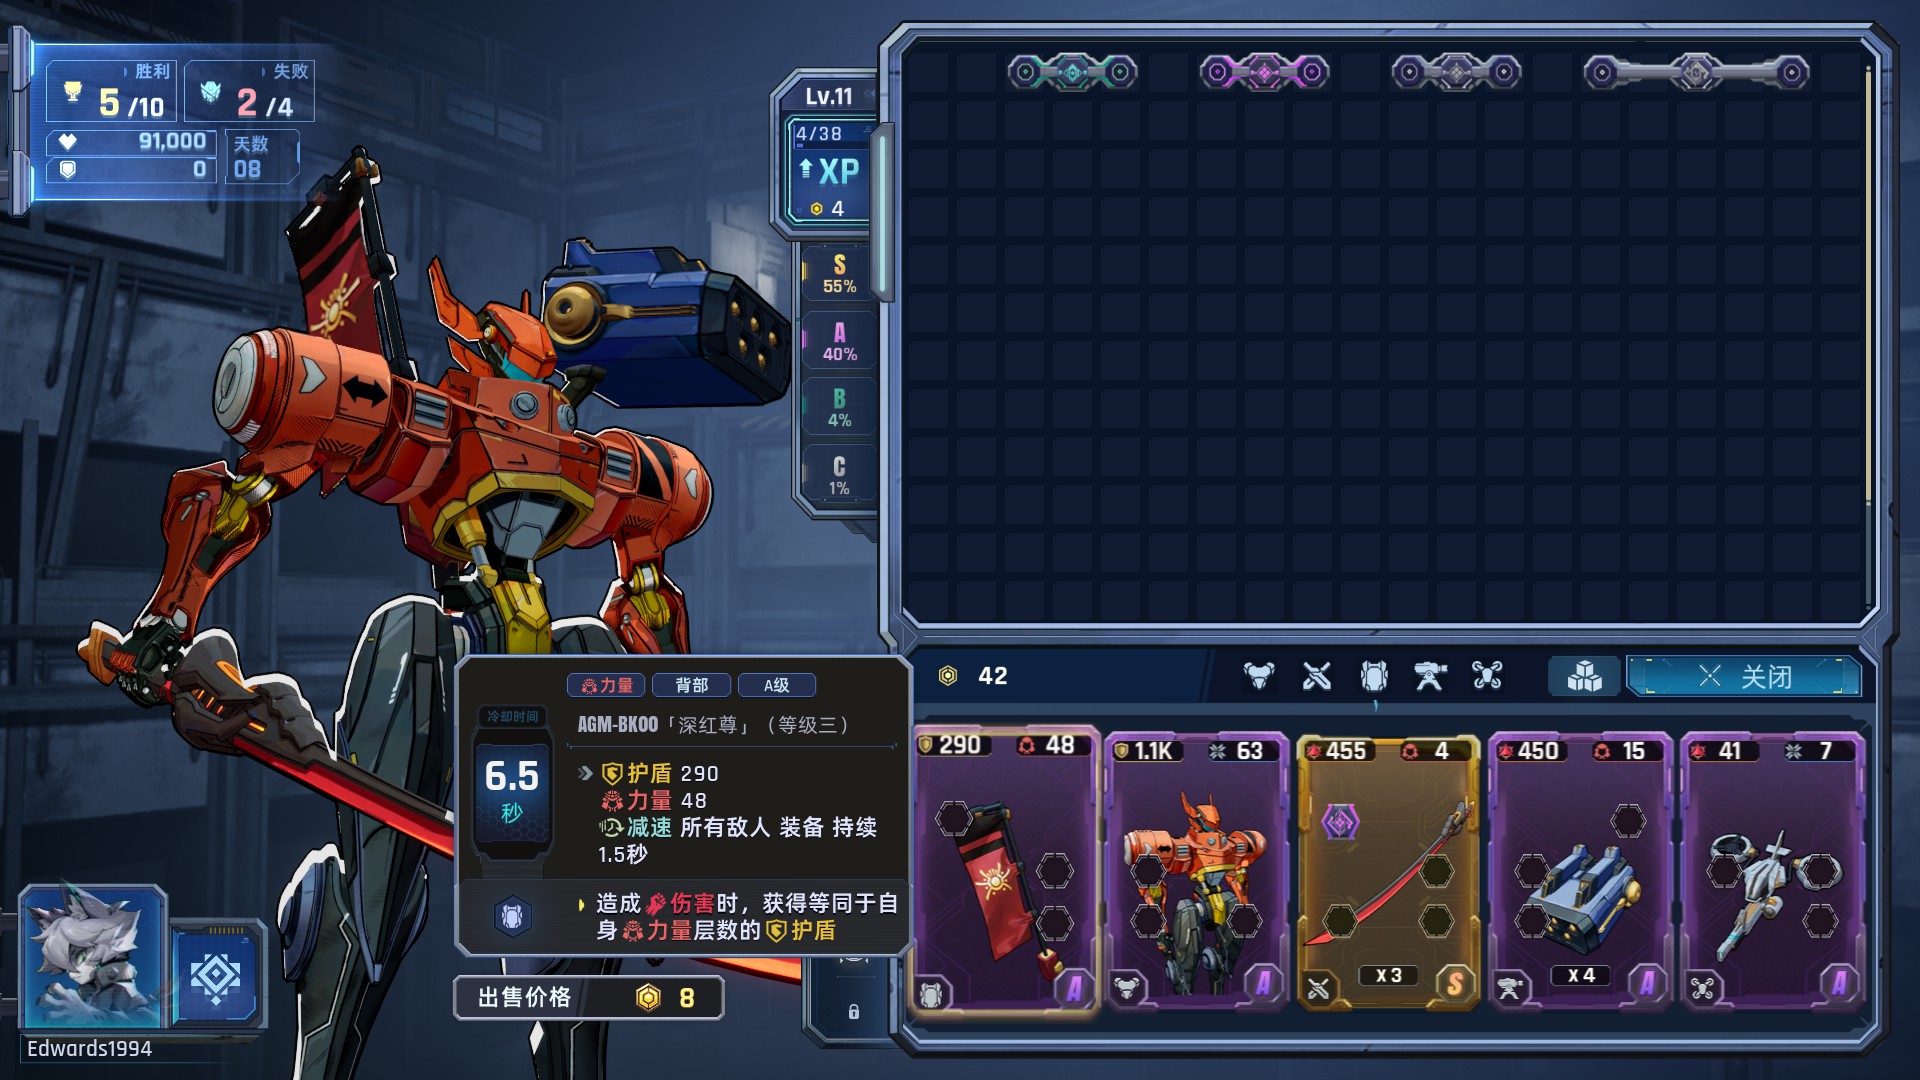 胜利
5 /10
失败
2 /4
91,000
0
天数
08
Lv.11
4/38
XP
4
S
55%
A
40%
B
4%
C
1%
力量
背部
A级
AGM-BK00「深红尊」（等级三）
冷却时间
6.5
秒
护盾 290
力量 48
减速 所有敌人 装备 持续
1.5秒
造成 伤害时，获得等同于自
身 力量层数的 护盾
出售价格
8
42
关闭
290
48
A
1.1K
63
A
455
4
x3
S
450
15
x4
A
41
7
A
Edwards1994